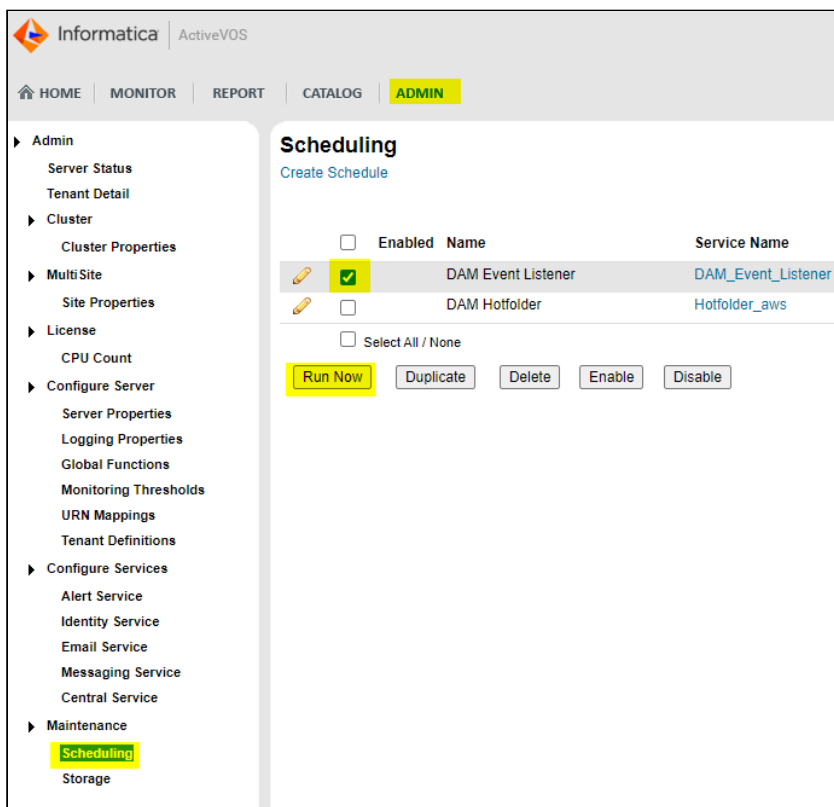 Informatica ActiveVOS
HOME MONITOR REPORT CATALOG ADMIN
Admin
Server Status
Tenant Detail
Cluster
Cluster Properties
MultiSite
Site Properties
License
CPU Count
Configure Server
Server Properties
Logging Properties
Global Functions
Monitoring Thresholds
URN Mappings
Tenant Definitions
Configure Services
Alert Service
Identity Service
Email Service
Messaging Service
Central Service
Maintenance
Scheduling
Storage
Scheduling
Create Schedule
Enabled Name Service Name
DAM Event Listener DAM_Event_Listener
DAM Hotfolder Hotfolder_aws
Select All / None
Run Now Duplicate Delete Enable Disable